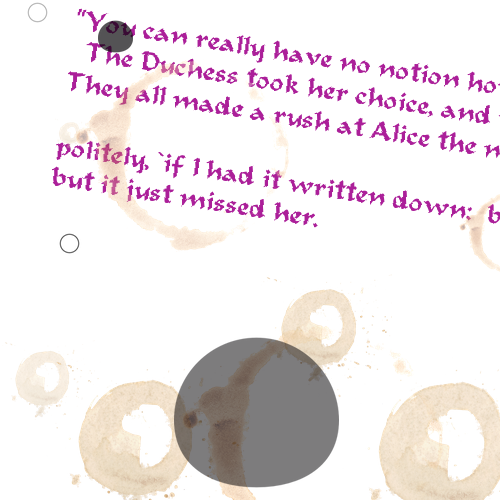 "You can really have no notion
The Duchess took her choice, and
They all made a rush at Alice the
politely, `if I had it written down:
but it just missed her.